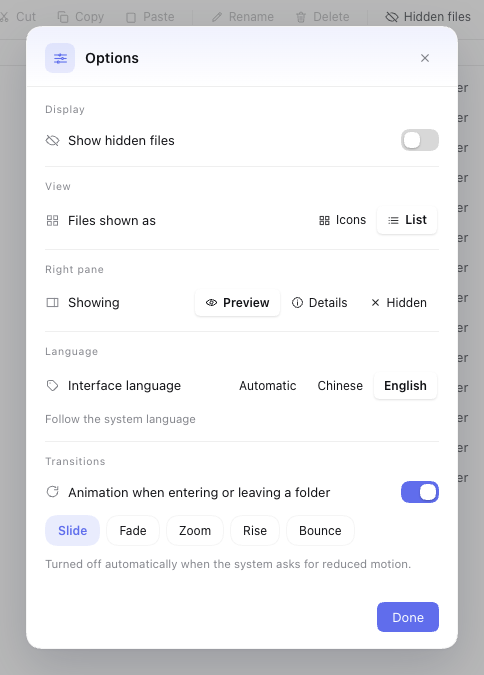 Cut Copy Paste Rename Delete Hidden files
Options
Display
Show hidden files
View
Files shown as Icons List
Right pane
Showing Preview Details Hidden
Language
Interface language Automatic Chinese English
Follow the system language
Transitions
Animation when entering or leaving a folder
Slide Fade Zoom Rise Bounce
Turned off automatically when the system asks for reduced motion.
Done